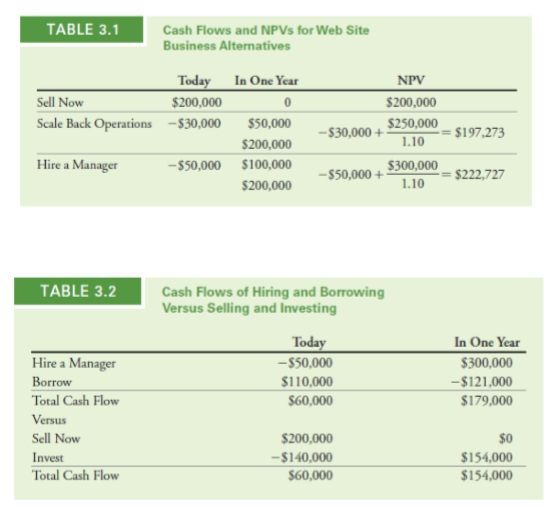 TABLE 3.1
Cash Flows and NPVs for Web Site
Business Alternatives
Today In One Year NPV
Sell Now $200,000 0 $200,000
Scale Back Operations −$30,000 $50,000 −$30,000 + $250,000 / 1.10 = $197,273
$200,000
Hire a Manager −$50,000 $100,000 −$50,000 + $300,000 / 1.10 = $222,727
$200,000
TABLE 3.2
Cash Flows of Hiring and Borrowing
Versus Selling and Investing
Today In One Year
Hire a Manager −$50,000 $300,000
Borrow $110,000 −$121,000
Total Cash Flow $60,000 $179,000
Versus
Sell Now $200,000 $0
Invest −$140,000 $154,000
Total Cash Flow $60,000 $154,000